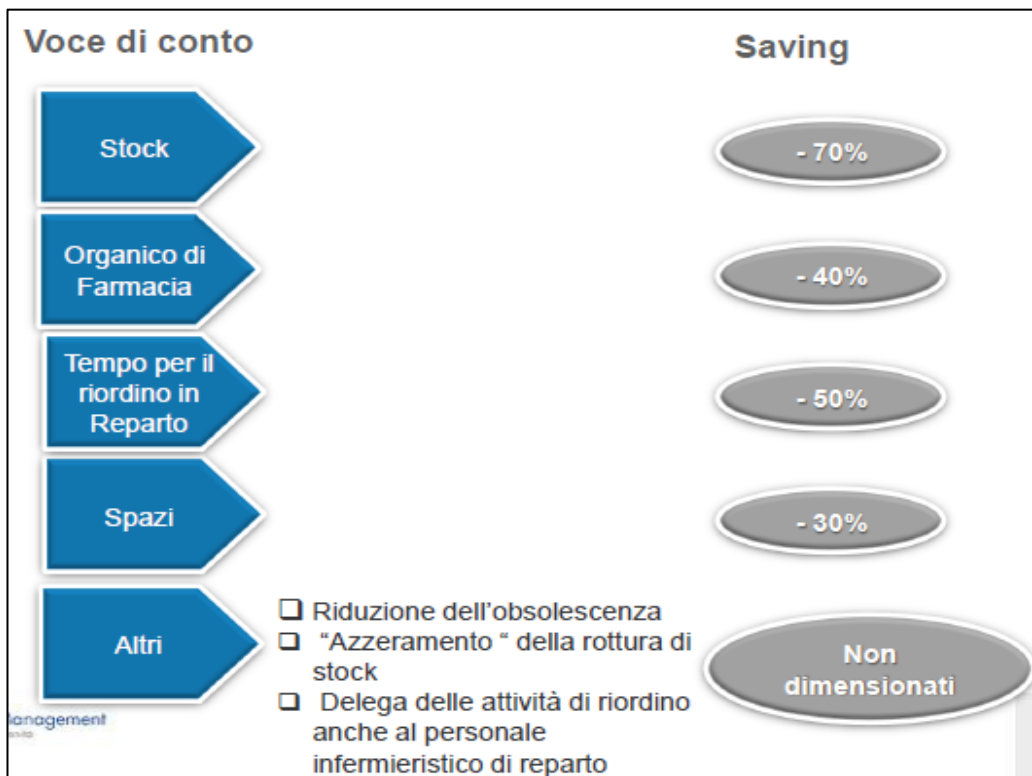 Voce di conto
Saving
Stock
- 70%
Organico di
Farmacia
- 40%
Tempo per il
riordino in
Reparto
- 50%
Spazi
- 30%
Altri
❑ Riduzione dell’obsolescenza
❑ “Azzeramento “ della rottura di
stock
❑ Delega delle attività di riordino
anche al personale
infermieristico di reparto
Non
dimensionati
anagement